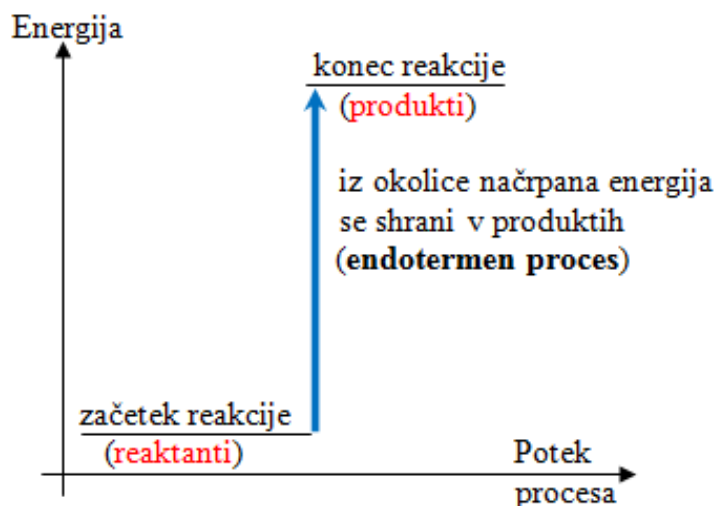 Energija
konec reakcije
(produkti)
iz okolice načrpana energija
se shrani v produktih
(endotermen proces)
začetek reakcije
(reaktanti)
Potek
procesa